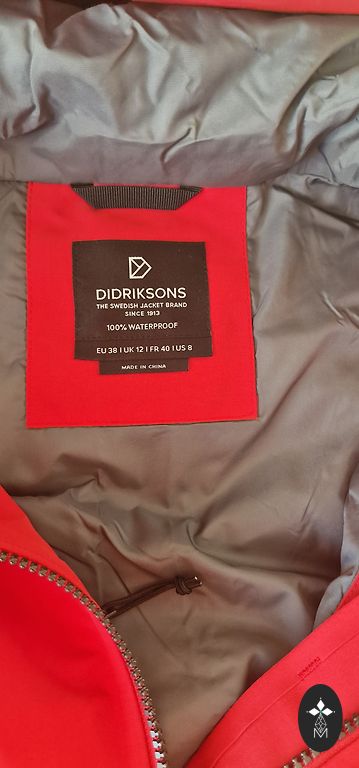 DIDRIKSONS
THE SWEDISH JACKET BRAND
SINCE 1913
100% WATERPROOF
EU 38 I UK 12 I FR 40 I US 8
MADE IN CHINA
M